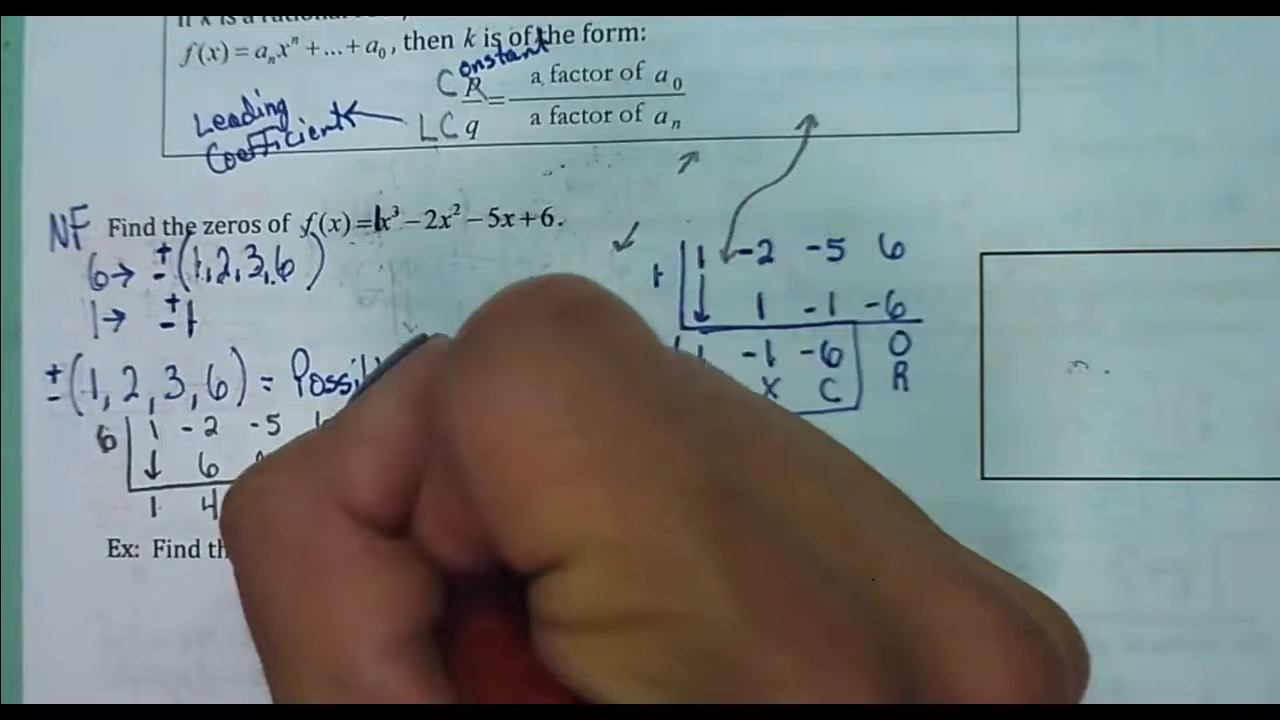 f(x) = aₙxⁿ + ... + a₀, then k is of the form:
Constant
C R = a factor of a₀
LC q a factor of aₙ
Leading
Coefficient
NF Find the zeros of f(x)=1x³ – 2x² – 5x + 6.
6→ ±(1,2,3,6)
1→ ±1
±(1, 2, 3, 6) = Possi
6 1 -2 -5
↓ 6
1 4
1 1 -2 -5 6
↓ 1 -1 -6
1 -1 -6 0
X C R
Ex: Find th